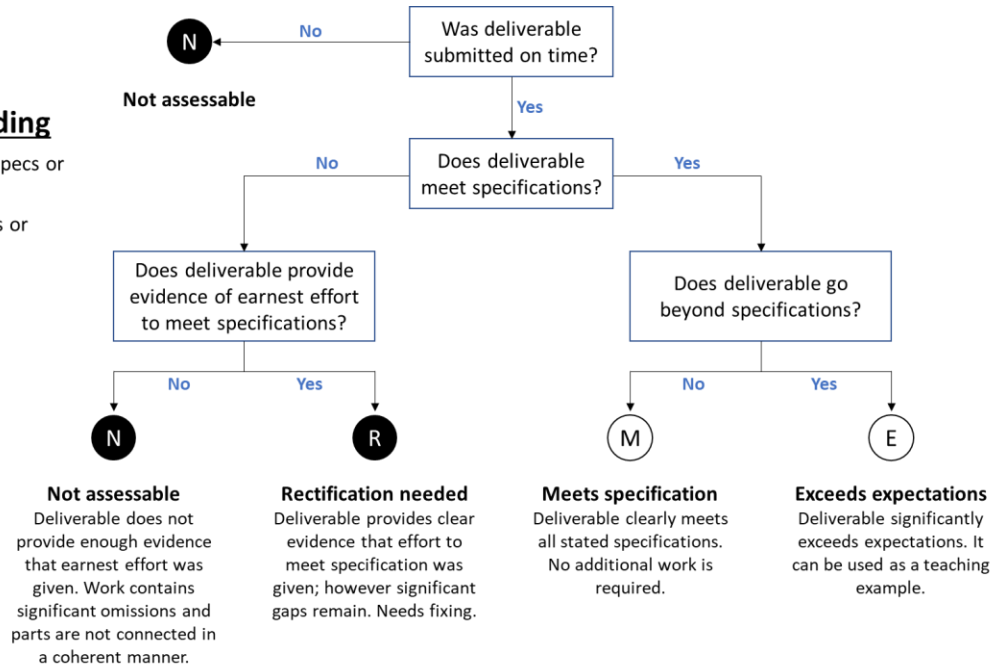 Was deliverable
submitted on time?
No
N
Not assessable
Yes
ding
pecs or
s or
Does deliverable
meet specifications?
No
Yes
Does deliverable provide
evidence of earnest effort
to meet specifications?
Does deliverable go
beyond specifications?
No
Yes
No
Yes
N
R
M
E
Not assessable
Deliverable does not
provide enough evidence
that earnest effort was
given. Work contains
significant omissions and
parts are not connected in
a coherent manner.
Rectification needed
Deliverable provides clear
evidence that effort to
meet specification was
given; however significant
gaps remain. Needs fixing.
Meets specification
Deliverable clearly meets
all stated specifications.
No additional work is
required.
Exceeds expectations
Deliverable significantly
exceeds expectations. It
can be used as a teaching
example.